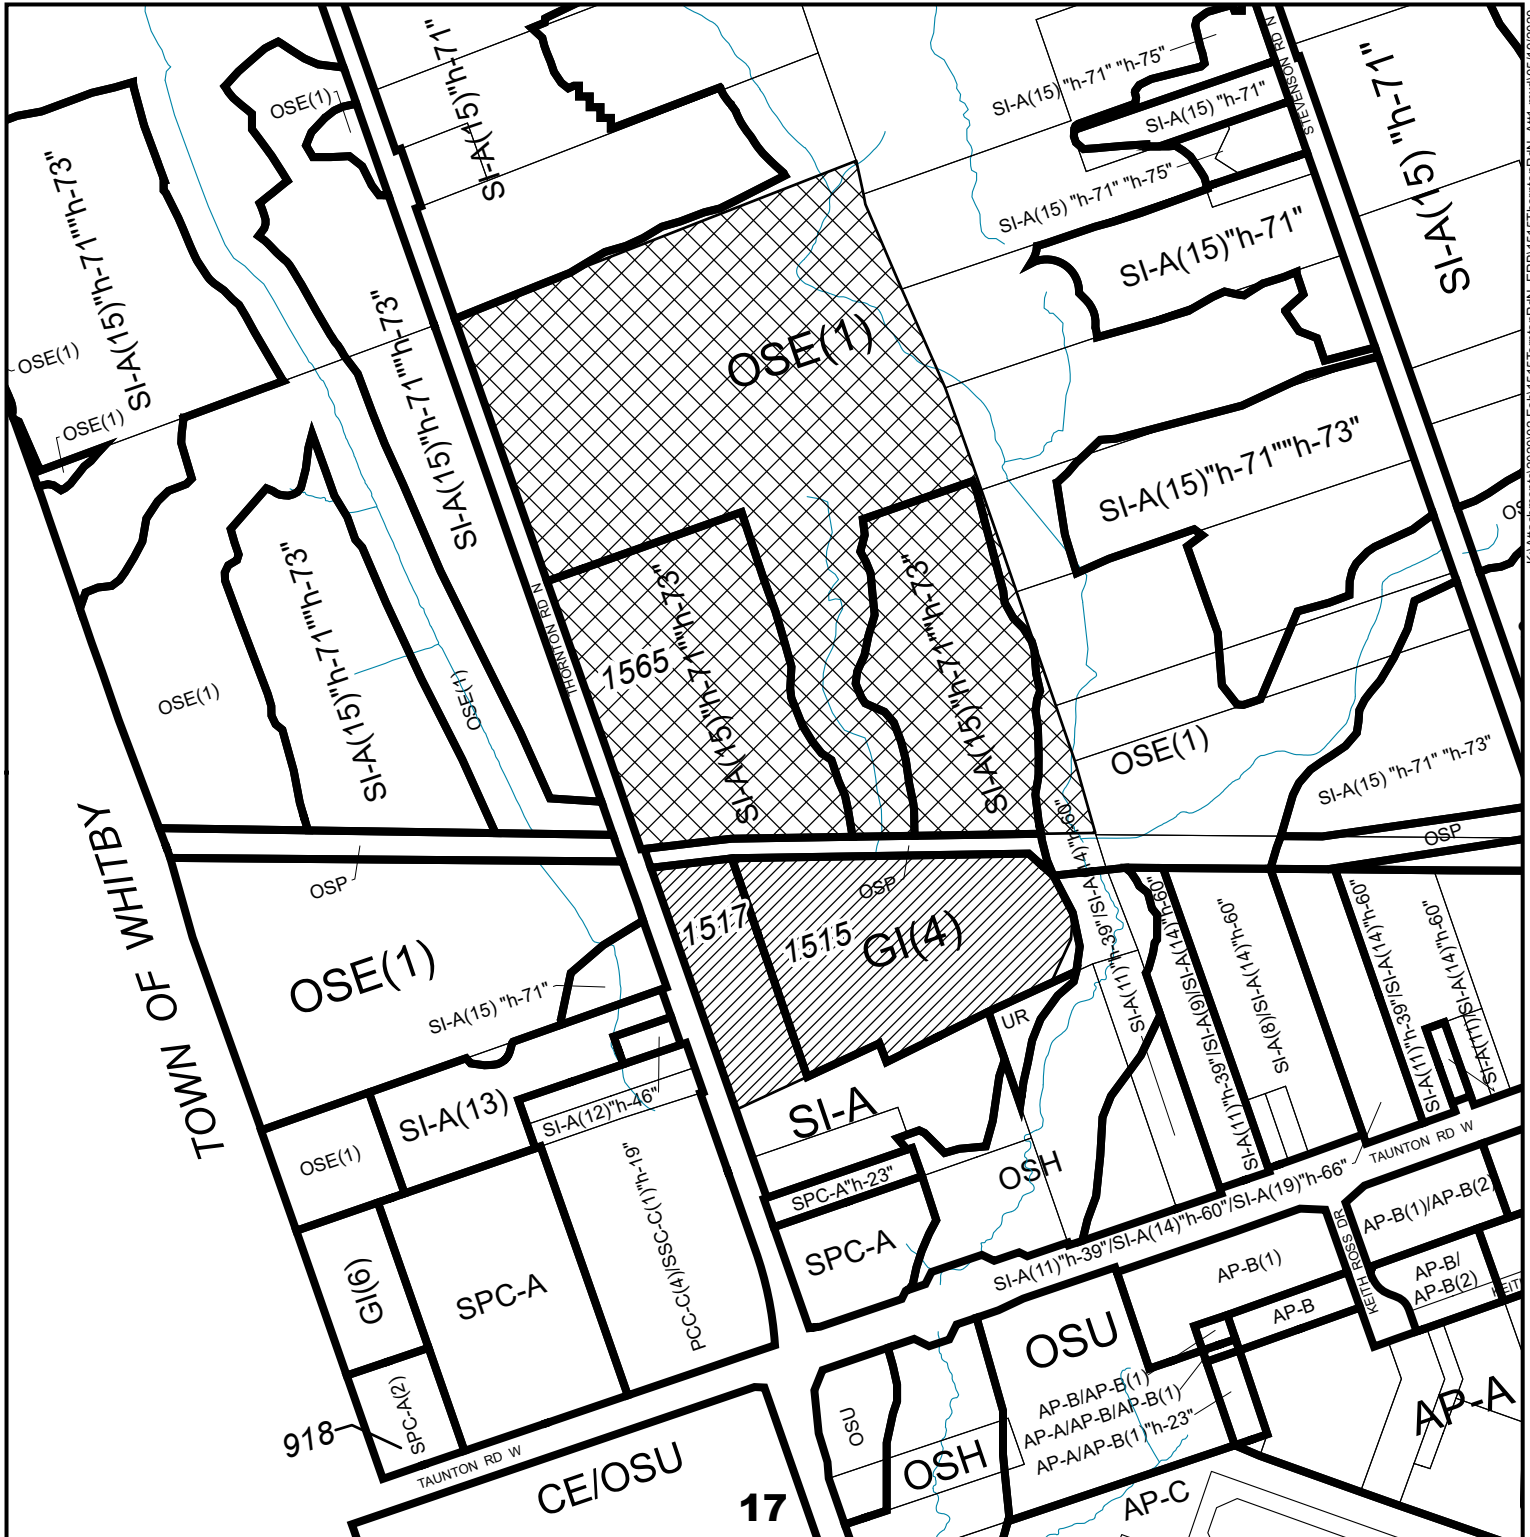 SI-A(15)"h-71"
OSE(1)
SI-A(15)"h-71""h-73"
SI-A(15)"h-71"
SI-A(15) "h-71" "h-75"
SI-A(15) "h-71"
STEVENSON RD N
SI-A(15) "h-71"
SI-A(15)
SI-A(15) "h-71" "h-75"
SI-A(15)"h-71"
OSE(1)
OSE(1)
SI-A(15)"h-71""h-73"
SI-A(15)"h-71""h-73"
OSE(1)
SI-A(15)"h-71""h-73"
SI-A(15)"h-71""h-73"
THORNTON RD N
1565
SI-A(15)"h-71""h-73"
SI-A(15)"h-71""h-73"
OSE(1)
OSE(1)
OSE(1)
SI-A(15) "h-71" "h-73"
OSP
OSP
OSP
TOWN OF WHITBY
OSE(1)
SI-A(15) "h-71"
1517
1515
GI(4)
UR
SI-A(11)"h-39"/SI-A(14)"h-60"
SI-A(11)"h-39"/SI-A(9)/SI-A(14)"h-60"
SI-A(8)/SI-A(14)"h-60"
SI-A(11)"h-39"/SI-A(14)"h-60"
SI-A(11)/SI-A(14)"h-60"
SI-A(13)
SI-A(12)"h-46"
OSE(1)
SI-A
SPC-A"h-23"
OSH
SPC-A
SI-A(11)"h-39"/SI-A(14)"h-60"/SI-A(19)"h-66"
TAUNTON RD W
GI(6)
SPC-A
PCC-C(4)/SSC-C(1)"h-19"
SPC-A(2)
918
TAUNTON RD W
CE/OSU
17
OSU
OSH
OSU
AP-B(1)
AP-B
KEITH ROSS DR
AP-B(1)/AP-B(2)
AP-B/
AP-B(2)
AP-B/AP-B(1)
AP-A/AP-B/AP-B(1)
AP-A/AP-B(1)"h-23"
AP-A
AP-C